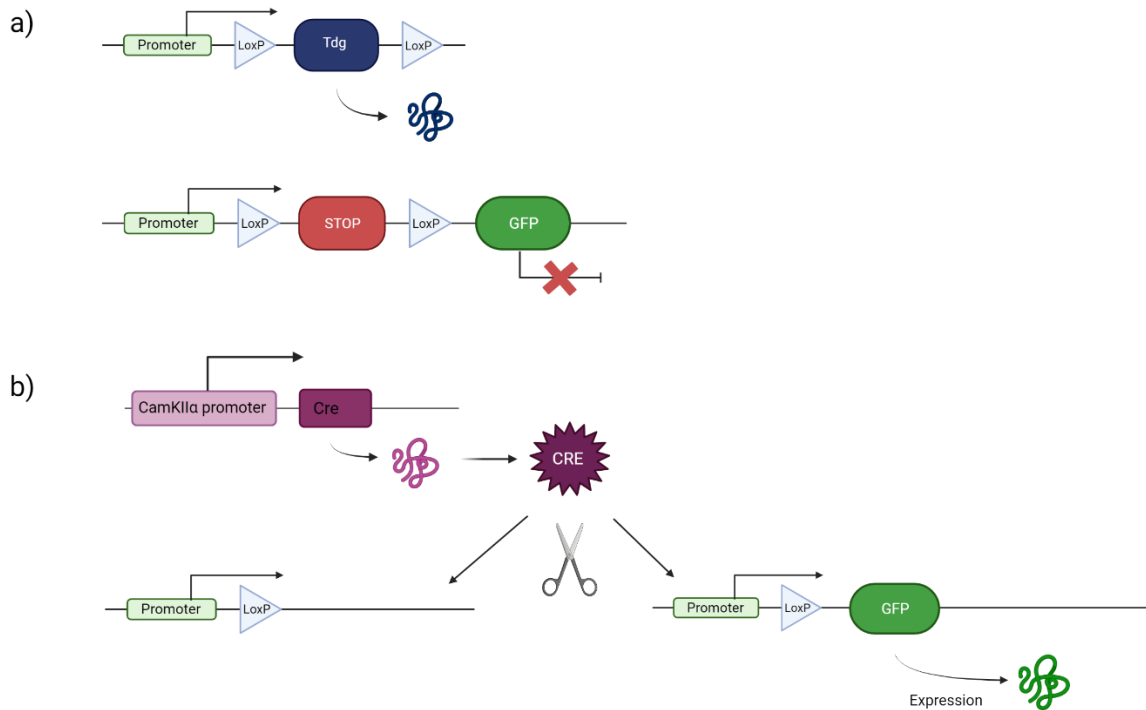 a)
Promoter
LoxP
Tdg
LoxP
Promoter
LoxP
STOP
LoxP
GFP
b)
CamKIIα promoter
Cre
CRE
Promoter
LoxP
Promoter
LoxP
GFP
Expression